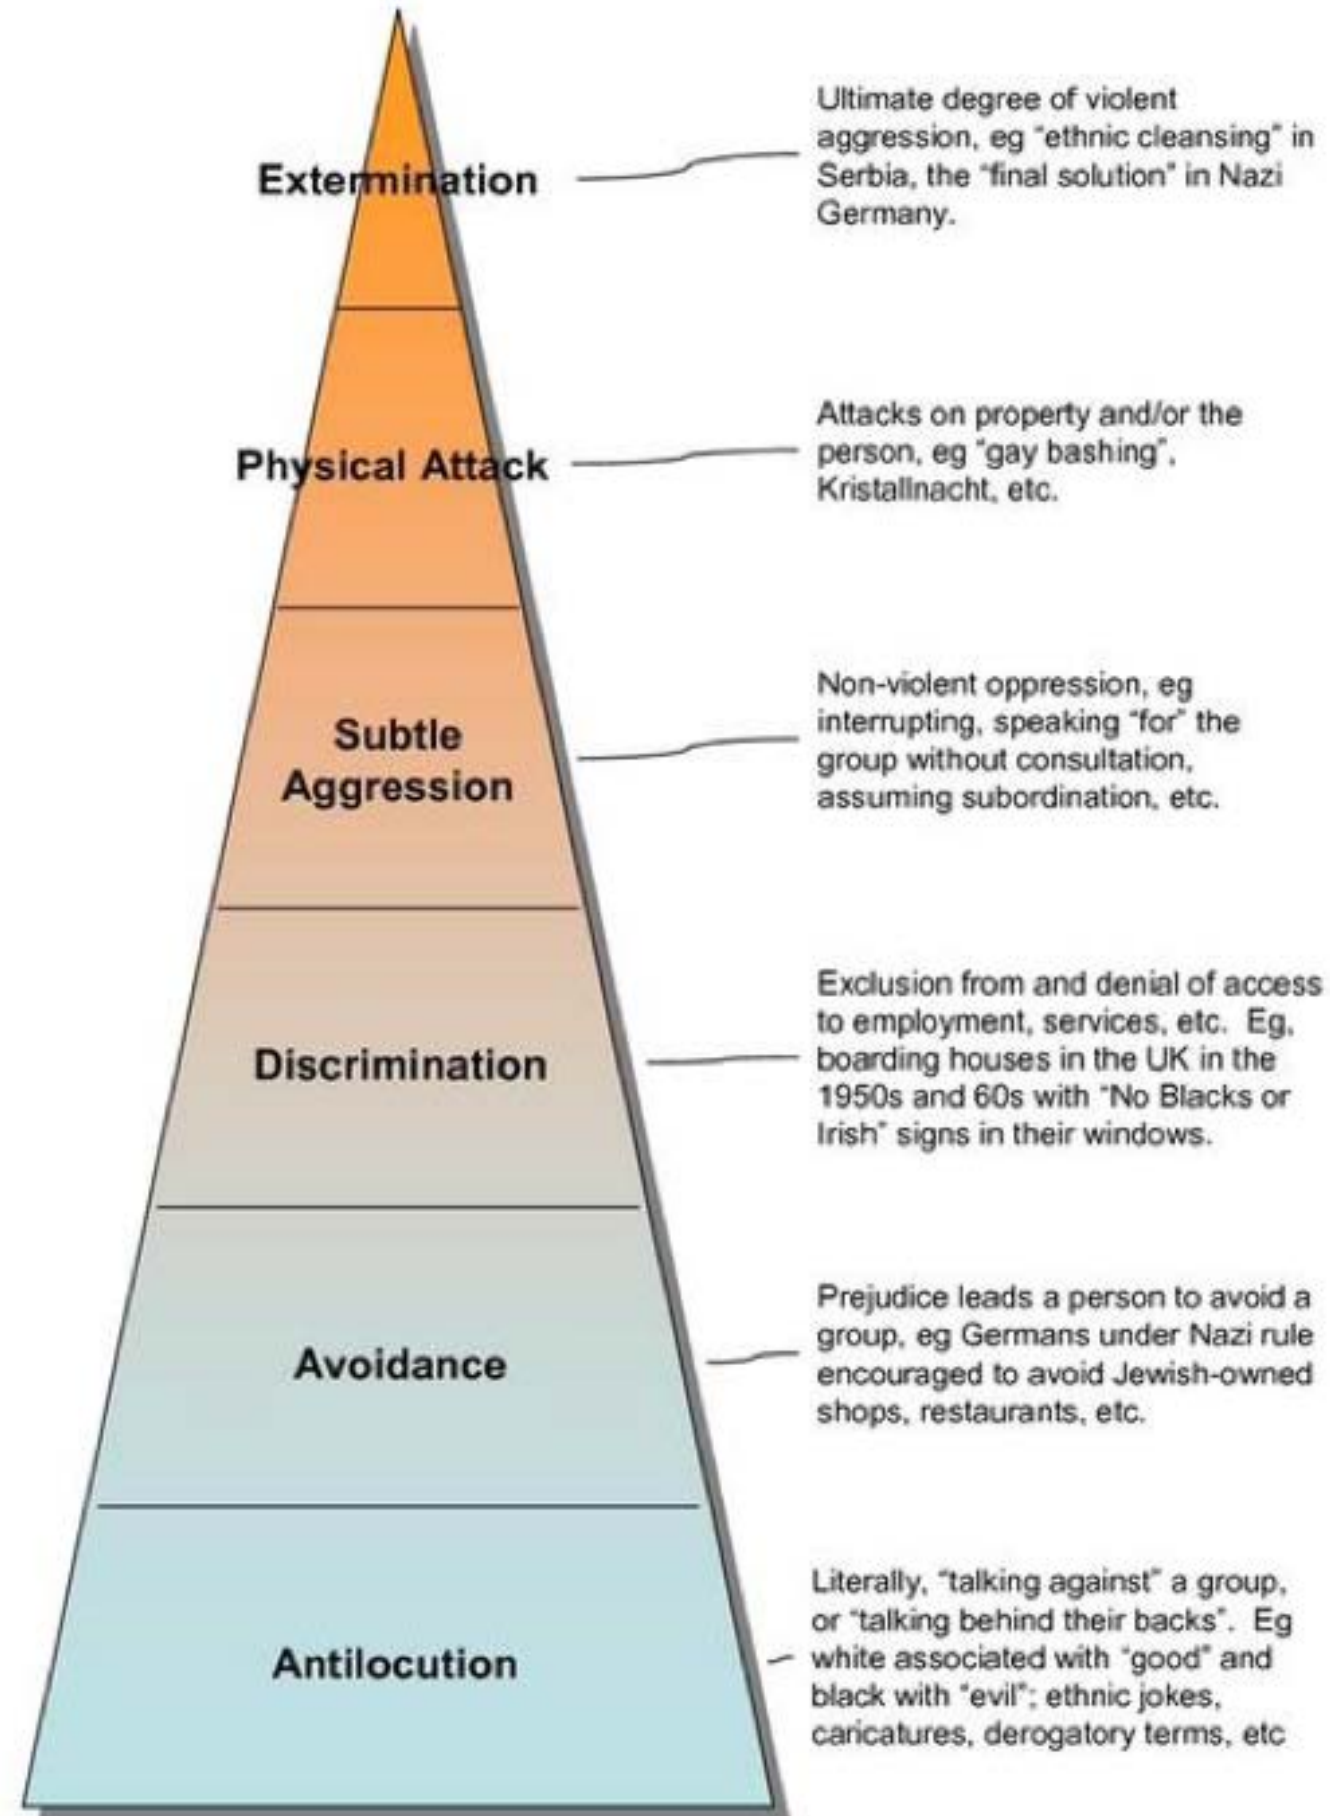 Extermination
Ultimate degree of violent
aggression, eg "ethnic cleansing" in
Serbia, the "final solution" in Nazi
Germany.
Physical Attack
Attacks on property and/or the
person, eg "gay bashing",
Kristallnacht, etc.
Subtle
Aggression
Non-violent oppression, eg
interrupting, speaking "for" the
group without consultation,
assuming subordination, etc.
Discrimination
Exclusion from and denial of access
to employment, services, etc.  Eg,
boarding houses in the UK in the
1950s and 60s with "No Blacks or
Irish" signs in their windows.
Avoidance
Prejudice leads a person to avoid a
group, eg Germans under Nazi rule
encouraged to avoid Jewish-owned
shops, restaurants, etc.
Antilocution
Literally, "talking against" a group,
or "talking behind their backs".  Eg
white associated with "good" and
black with "evil"; ethnic jokes,
caricatures, derogatory terms, etc